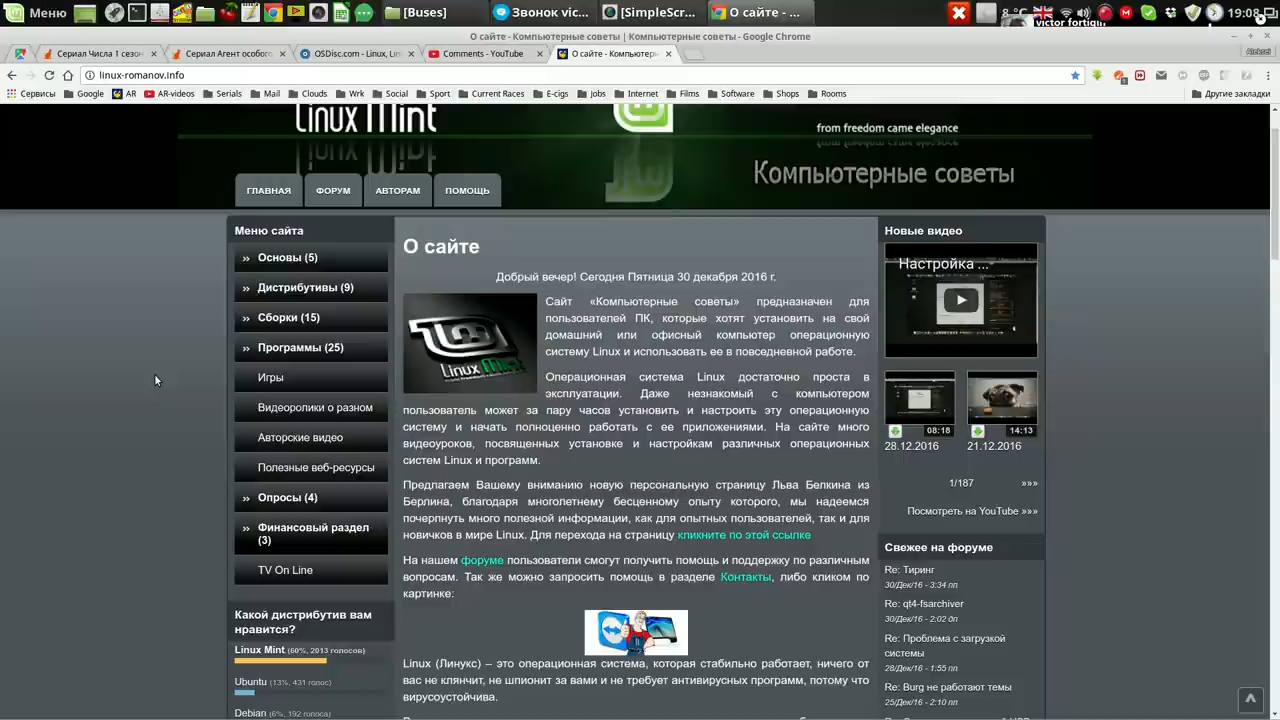 Меню
[Buses]
Звонок vic...
[SimpleScr...
О сайте - ...
8 °C
19:08
victor fortigin
О сайте - Компьютерные советы | Компьютерные советы - Google Chrome
Сериал Числа 1 сезон
Сериал Агент особого
OSDisc.com - Linux, Lin
Comments - YouTube
О сайте - Компьютерн
Aleksei
linux-romanov.info
Сервисы
Google
AR
AR-videos
Serials
Mail
Clouds
Wrk
Social
Sport
Current Races
E-cigs
Jobs
Internet
Films
Software
Shops
Rooms
Другие закладки
Linux Mint
from freedom came elegance
Компьютерные советы
ГЛАВНАЯ
ФОРУМ
АВТОРАМ
ПОМОЩЬ
Меню сайта
» Основы (5)
» Дистрибутивы (9)
» Сборки (15)
» Программы (25)
Игры
Видеоролики о разном
Авторские видео
Полезные веб-ресурсы
» Опросы (4)
» Финансовый раздел
(3)
TV On Line
Какой дистрибутив вам
нравится?
Linux Mint (60%, 2013 голосов)
Ubuntu (13%, 431 голос)
Debian (6%, 192 голоса)
О сайте
Добрый вечер! Сегодня Пятница 30 декабря 2016 г.
Linux Mint
Сайт «Компьютерные советы» предназначен для
пользователей ПК, которые хотят установить на свой
домашний или офисный компьютер операционную
систему Linux и использовать ее в повседневной работе.
Операционная система Linux достаточно проста в
эксплуатации. Даже незнакомый с компьютером
пользователь может за пару часов установить и настроить эту операционную
систему и начать полноценно работать с ее приложениями. На сайте много
видеоуроков, посвященных установке и настройкам различных операционных
систем Linux и программ.
Предлагаем Вашему вниманию новую персональную страницу Льва Белкина из
Берлина, благодаря многолетнему бесценному опыту которого, мы надеемся
почерпнуть много полезной информации, как для опытных пользователей, так и для
новичков в мире Linux. Для перехода на страницу кликните по этой ссылке
На нашем форуме пользователи смогут получить помощь и поддержку по различным
вопросам. Так же можно запросить помощь в разделе Контакты, либо кликом по
картинке:
Linux (Линукс) – это операционная система, которая стабильно работает, ничего от
вас не клянчит, не шпионит за вами и не требует антивирусных программ, потому что
вирусоустойчива.
Новые видео
Настройка ...
08:18
14:13
28.12.2016
21.12.2016
1/187
»»»
Посмотреть на YouTube »»»
Свежее на форуме
Re: Тиринг
30/Дек/16 - 3:34 пп
Re: qt4-fsarchiver
30/Дек/16 - 2:02 дп
Re: Проблема с загрузкой
системы
28/Дек/16 - 1:55 пп
Re: Burg не работают темы
25/Дек/16 - 2:10 пп